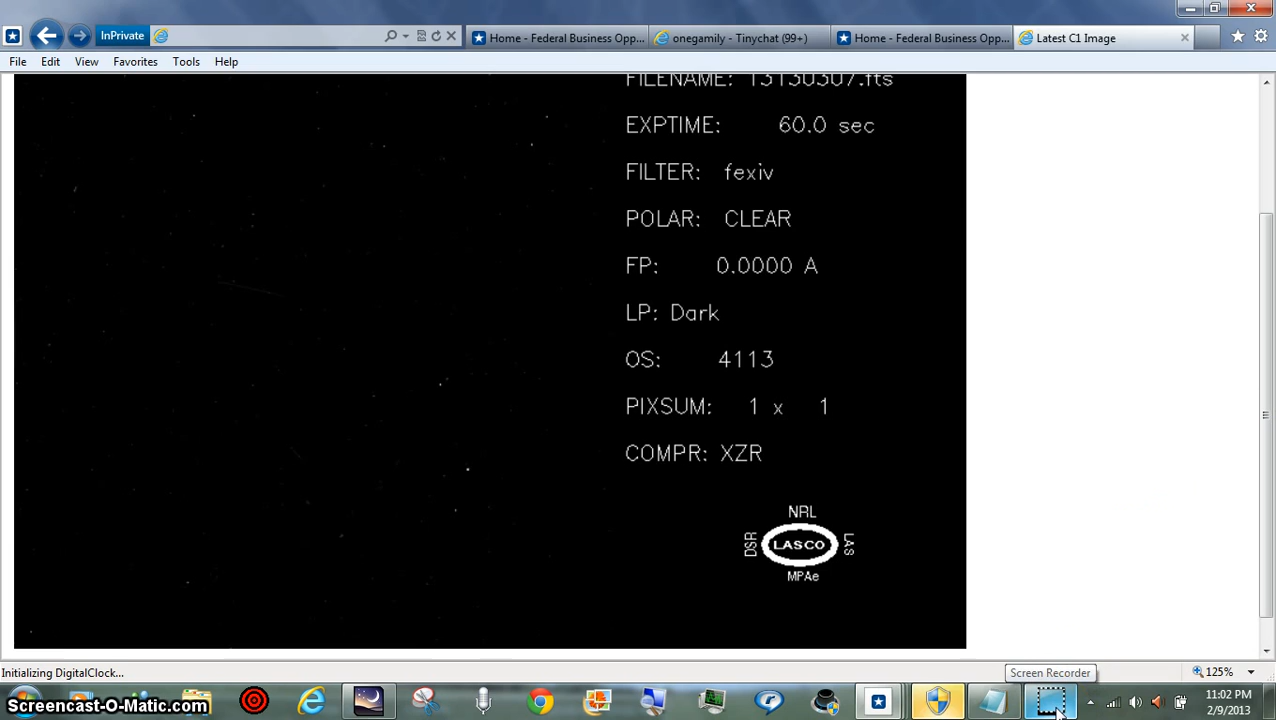 InPrivate
Home - Federal Business Opp...
onegamily - Tinychat (99+)
Home - Federal Business Opp...
Latest C1 Image
File Edit View Favorites Tools Help
FILENAME: 13130307.fts
EXPTIME: 60.0 sec
FILTER: fexiv
POLAR: CLEAR
FP: 0.0000 A
LP: Dark
OS: 4113
PIXSUM: 1 x 1
COMPR: XZR
NRL
DSR LASCO LAS
MPAe
Initializing DigitalClock...
Screen Recorder
125%
Screencast-O-Matic.com
11:02 PM
2/9/2013